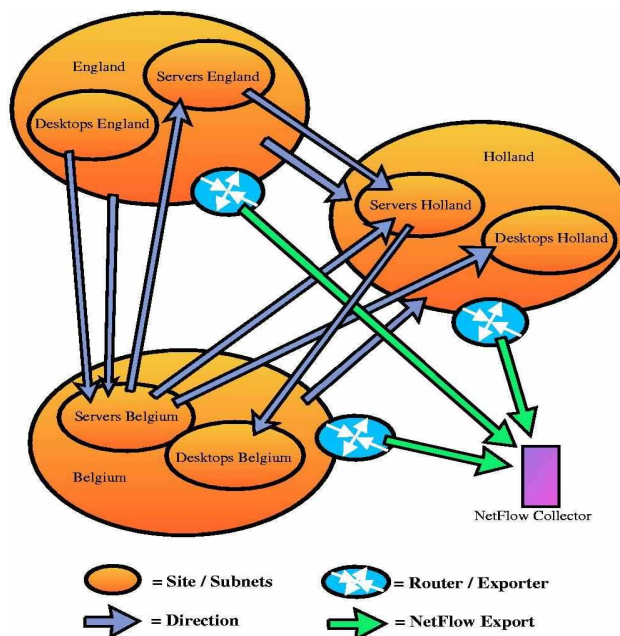 England
Servers England
Desktops England
Holland
Servers Holland
Desktops Holland
Servers Belgium
Desktops Belgium
Belgium
NetFlow Collector
= Site / Subnets
= Router / Exporter
= Direction
= NetFlow Export